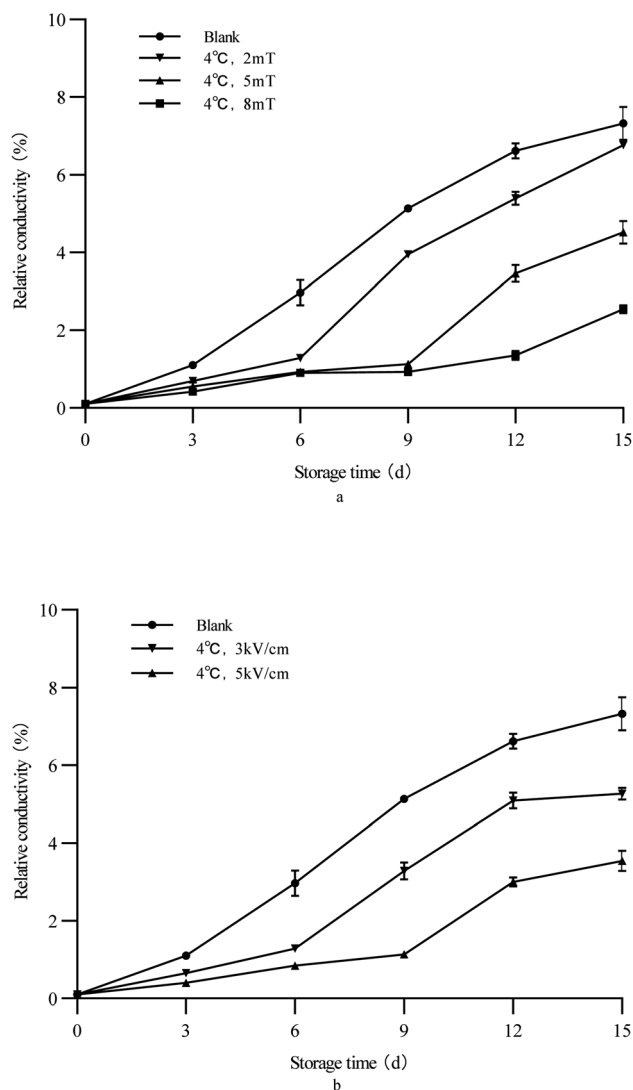 10
8
6
4
2
0
Relative conductivity (%)
Blank
4℃, 2mT
4℃, 5mT
4℃, 8mT
0 3 6 9 12 15
Storage time (d)
a
10
8
6
4
2
0
Relative conductivity (%)
Blank
4℃, 3kV/cm
4℃, 5kV/cm
0 3 6 9 12 15
Storage time (d)
b